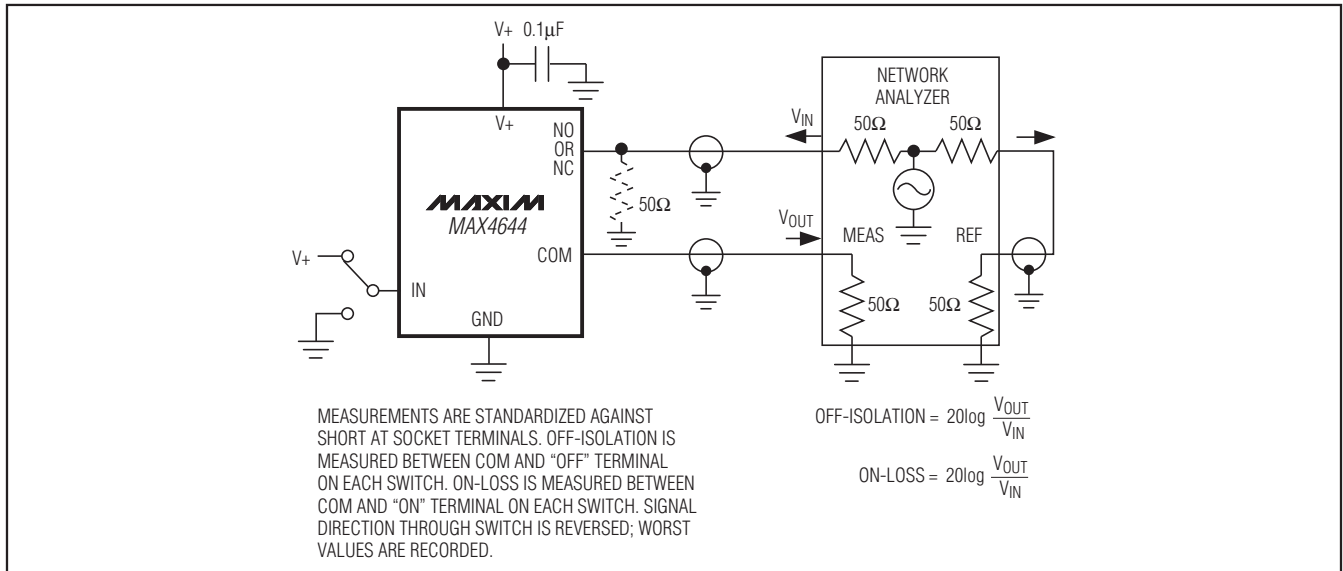 V+ 0.1µF
V+
NO
OR
NC
MAXIM
MAX4644
COM
V+
IN
GND
50Ω
VIN
VOUT
NETWORK
ANALYZER
50Ω 50Ω
MEAS REF
50Ω 50Ω
MEASUREMENTS ARE STANDARDIZED AGAINST
SHORT AT SOCKET TERMINALS. OFF-ISOLATION IS
MEASURED BETWEEN COM AND “OFF” TERMINAL
ON EACH SWITCH. ON-LOSS IS MEASURED BETWEEN
COM AND “ON” TERMINAL ON EACH SWITCH. SIGNAL
DIRECTION THROUGH SWITCH IS REVERSED; WORST
VALUES ARE RECORDED.
OFF-ISOLATION = 20log VOUT
VIN
ON-LOSS = 20log VOUT
VIN